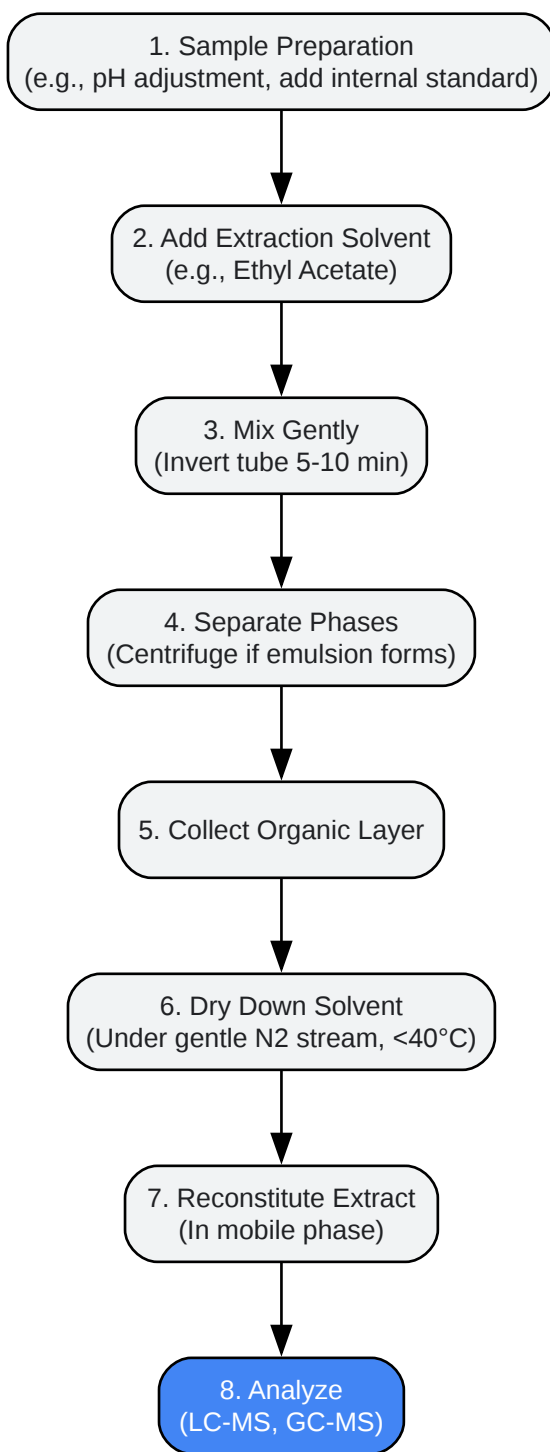 1. Sample Preparation
(e.g., pH adjustment, add internal standard)
2. Add Extraction Solvent
(e.g., Ethyl Acetate)
3. Mix Gently
(Invert tube 5-10 min)
4. Separate Phases
(Centrifuge if emulsion forms)
5. Collect Organic Layer
6. Dry Down Solvent
(Under gentle N2 stream, <40°C)
7. Reconstitute Extract
(In mobile phase)
8. Analyze
(LC-MS, GC-MS)